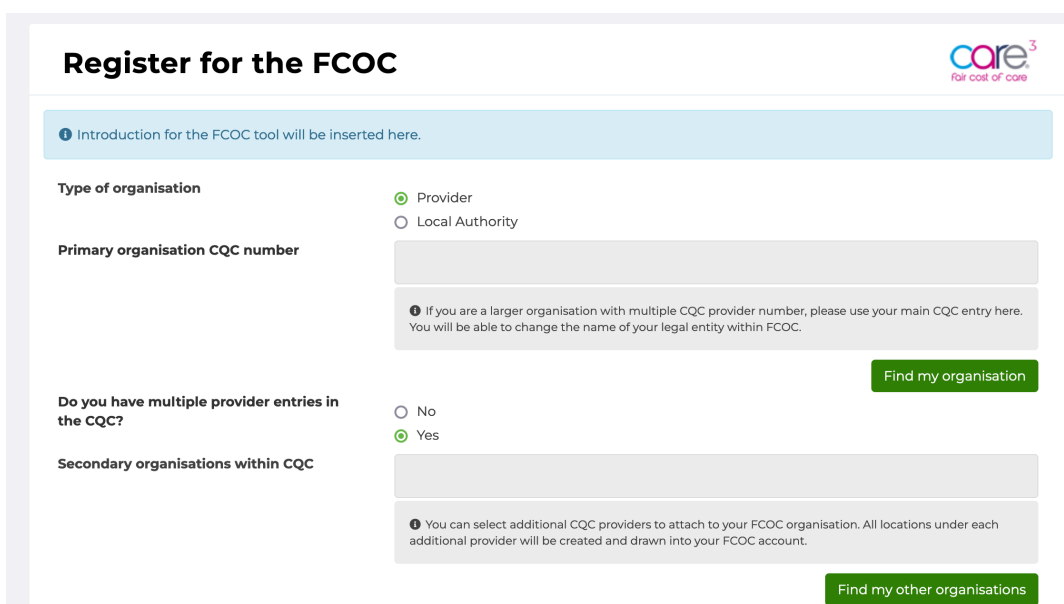 Register for the FCOC
care3
fair cost of care
Introduction for the FCOC tool will be inserted here.
Type of organisation
Provider
Local Authority
Primary organisation CQC number
If you are a larger organisation with multiple CQC provider number, please use your main CQC entry here.
You will be able to change the name of your legal entity within FCOC.
Find my organisation
Do you have multiple provider entries in
the CQC?
No
Yes
Secondary organisations within CQC
You can select additional CQC providers to attach to your FCOC organisation. All locations under each
additional provider will be created and drawn into your FCOC account.
Find my other organisations